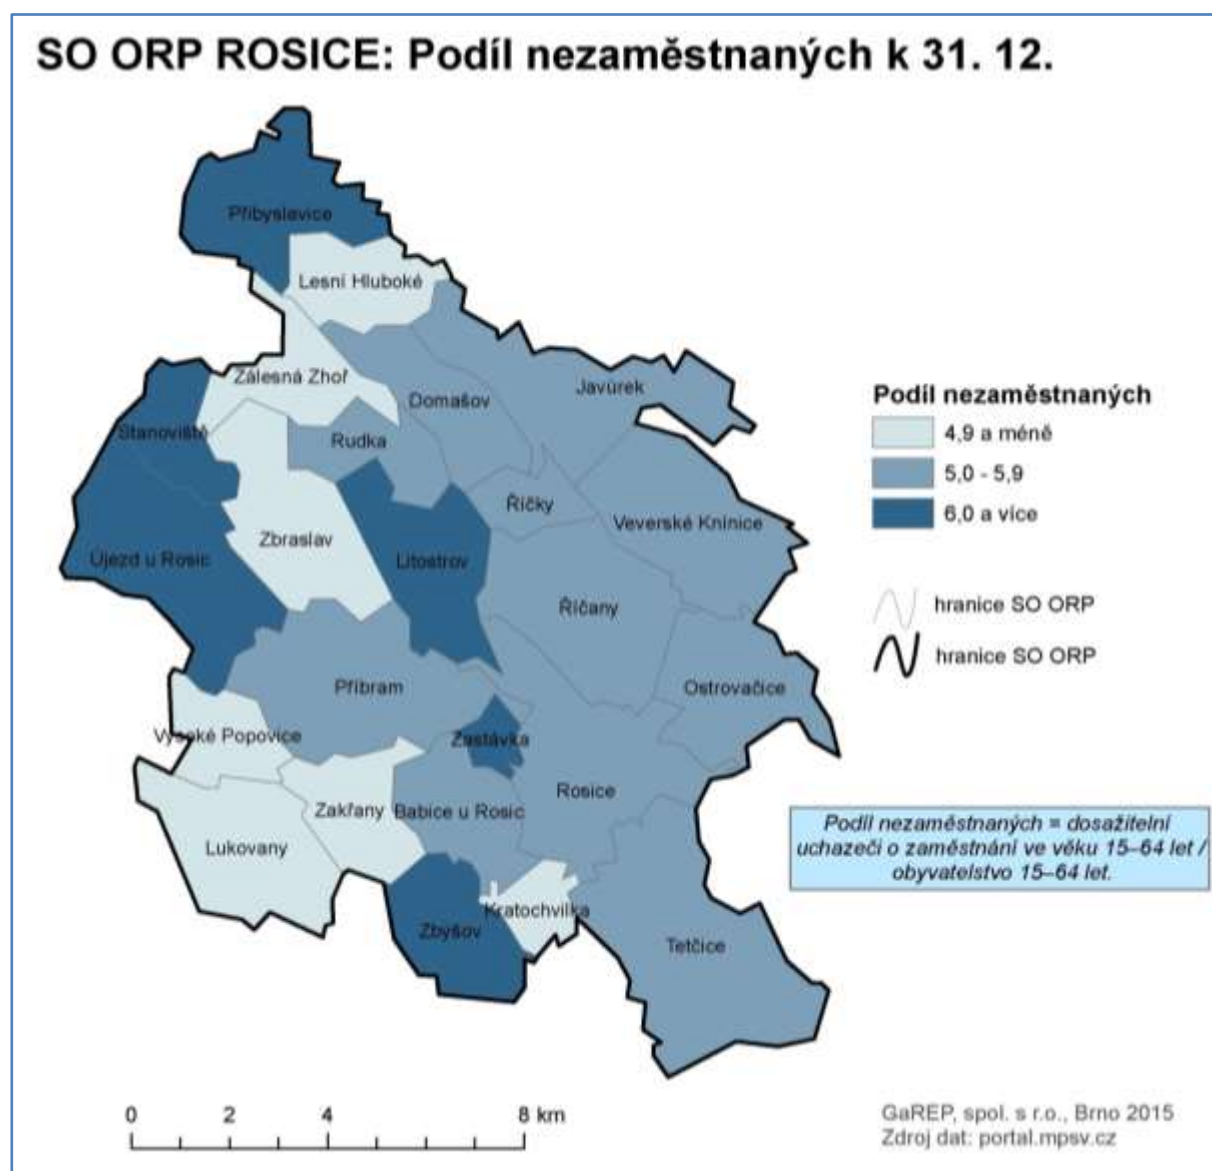 SO ORP ROSICE: Podíl nezaměstnaných k 31. 12.
Přibyslavice
Lesní Hluboké
Zálesná Zhoř
Javůrek
Domašov
Stanoviště
Rudka
Říčky
Veverské Knínice
Zbraslav
Újezd u Rosic
Litostrov
Říčany
Příbram
Ostrovačice
Vysoké Popovice
Zastávka
Rosice
Zakřany
Babice u Rosic
Lukovany
Kratochvilka
Zbýšov
Tetčice
Podíl nezaměstnaných
4,9 a méně
5,0 - 5,9
6,0 a více
hranice SO ORP
hranice SO ORP
Podíl nezaměstnaných = dosažitelní
uchazeči o zaměstnání ve věku 15–64 let /
obyvatelstvo 15–64 let.
0 2 4 8 km
GaREP, spol. s r.o., Brno 2015
Zdroj dat: portal.mpsv.cz